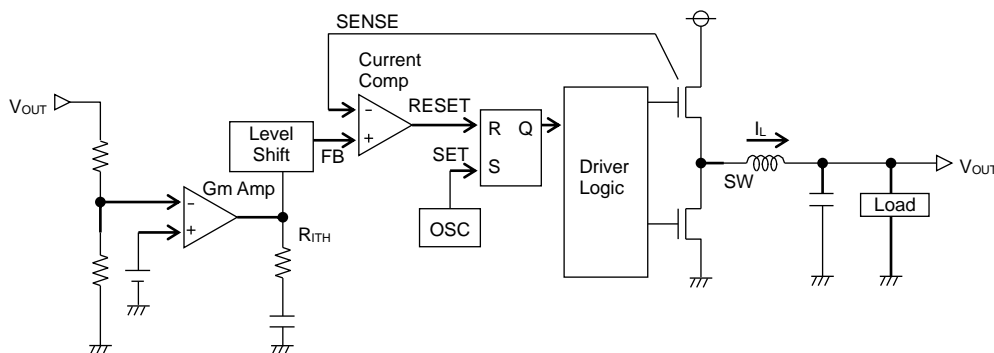 SENSE
Current
Comp
V_OUT
-
+
RESET
R Q
S
Level
Shift
FB
SET
Driver
Logic
I_L
SW
V_OUT
Gm Amp
-
+
R_ITH
OSC
Load